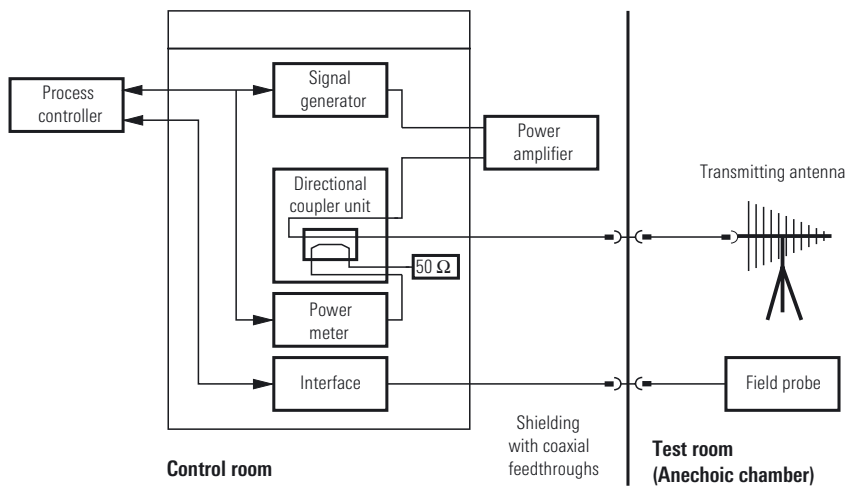 Process
controller
Signal
generator
Power
amplifier
Directional
coupler unit
50 Ω
Power
meter
Interface
Transmitting antenna
Field probe
Shielding
with coaxial
feedthroughs
Control room
Test room
(Anechoic chamber)